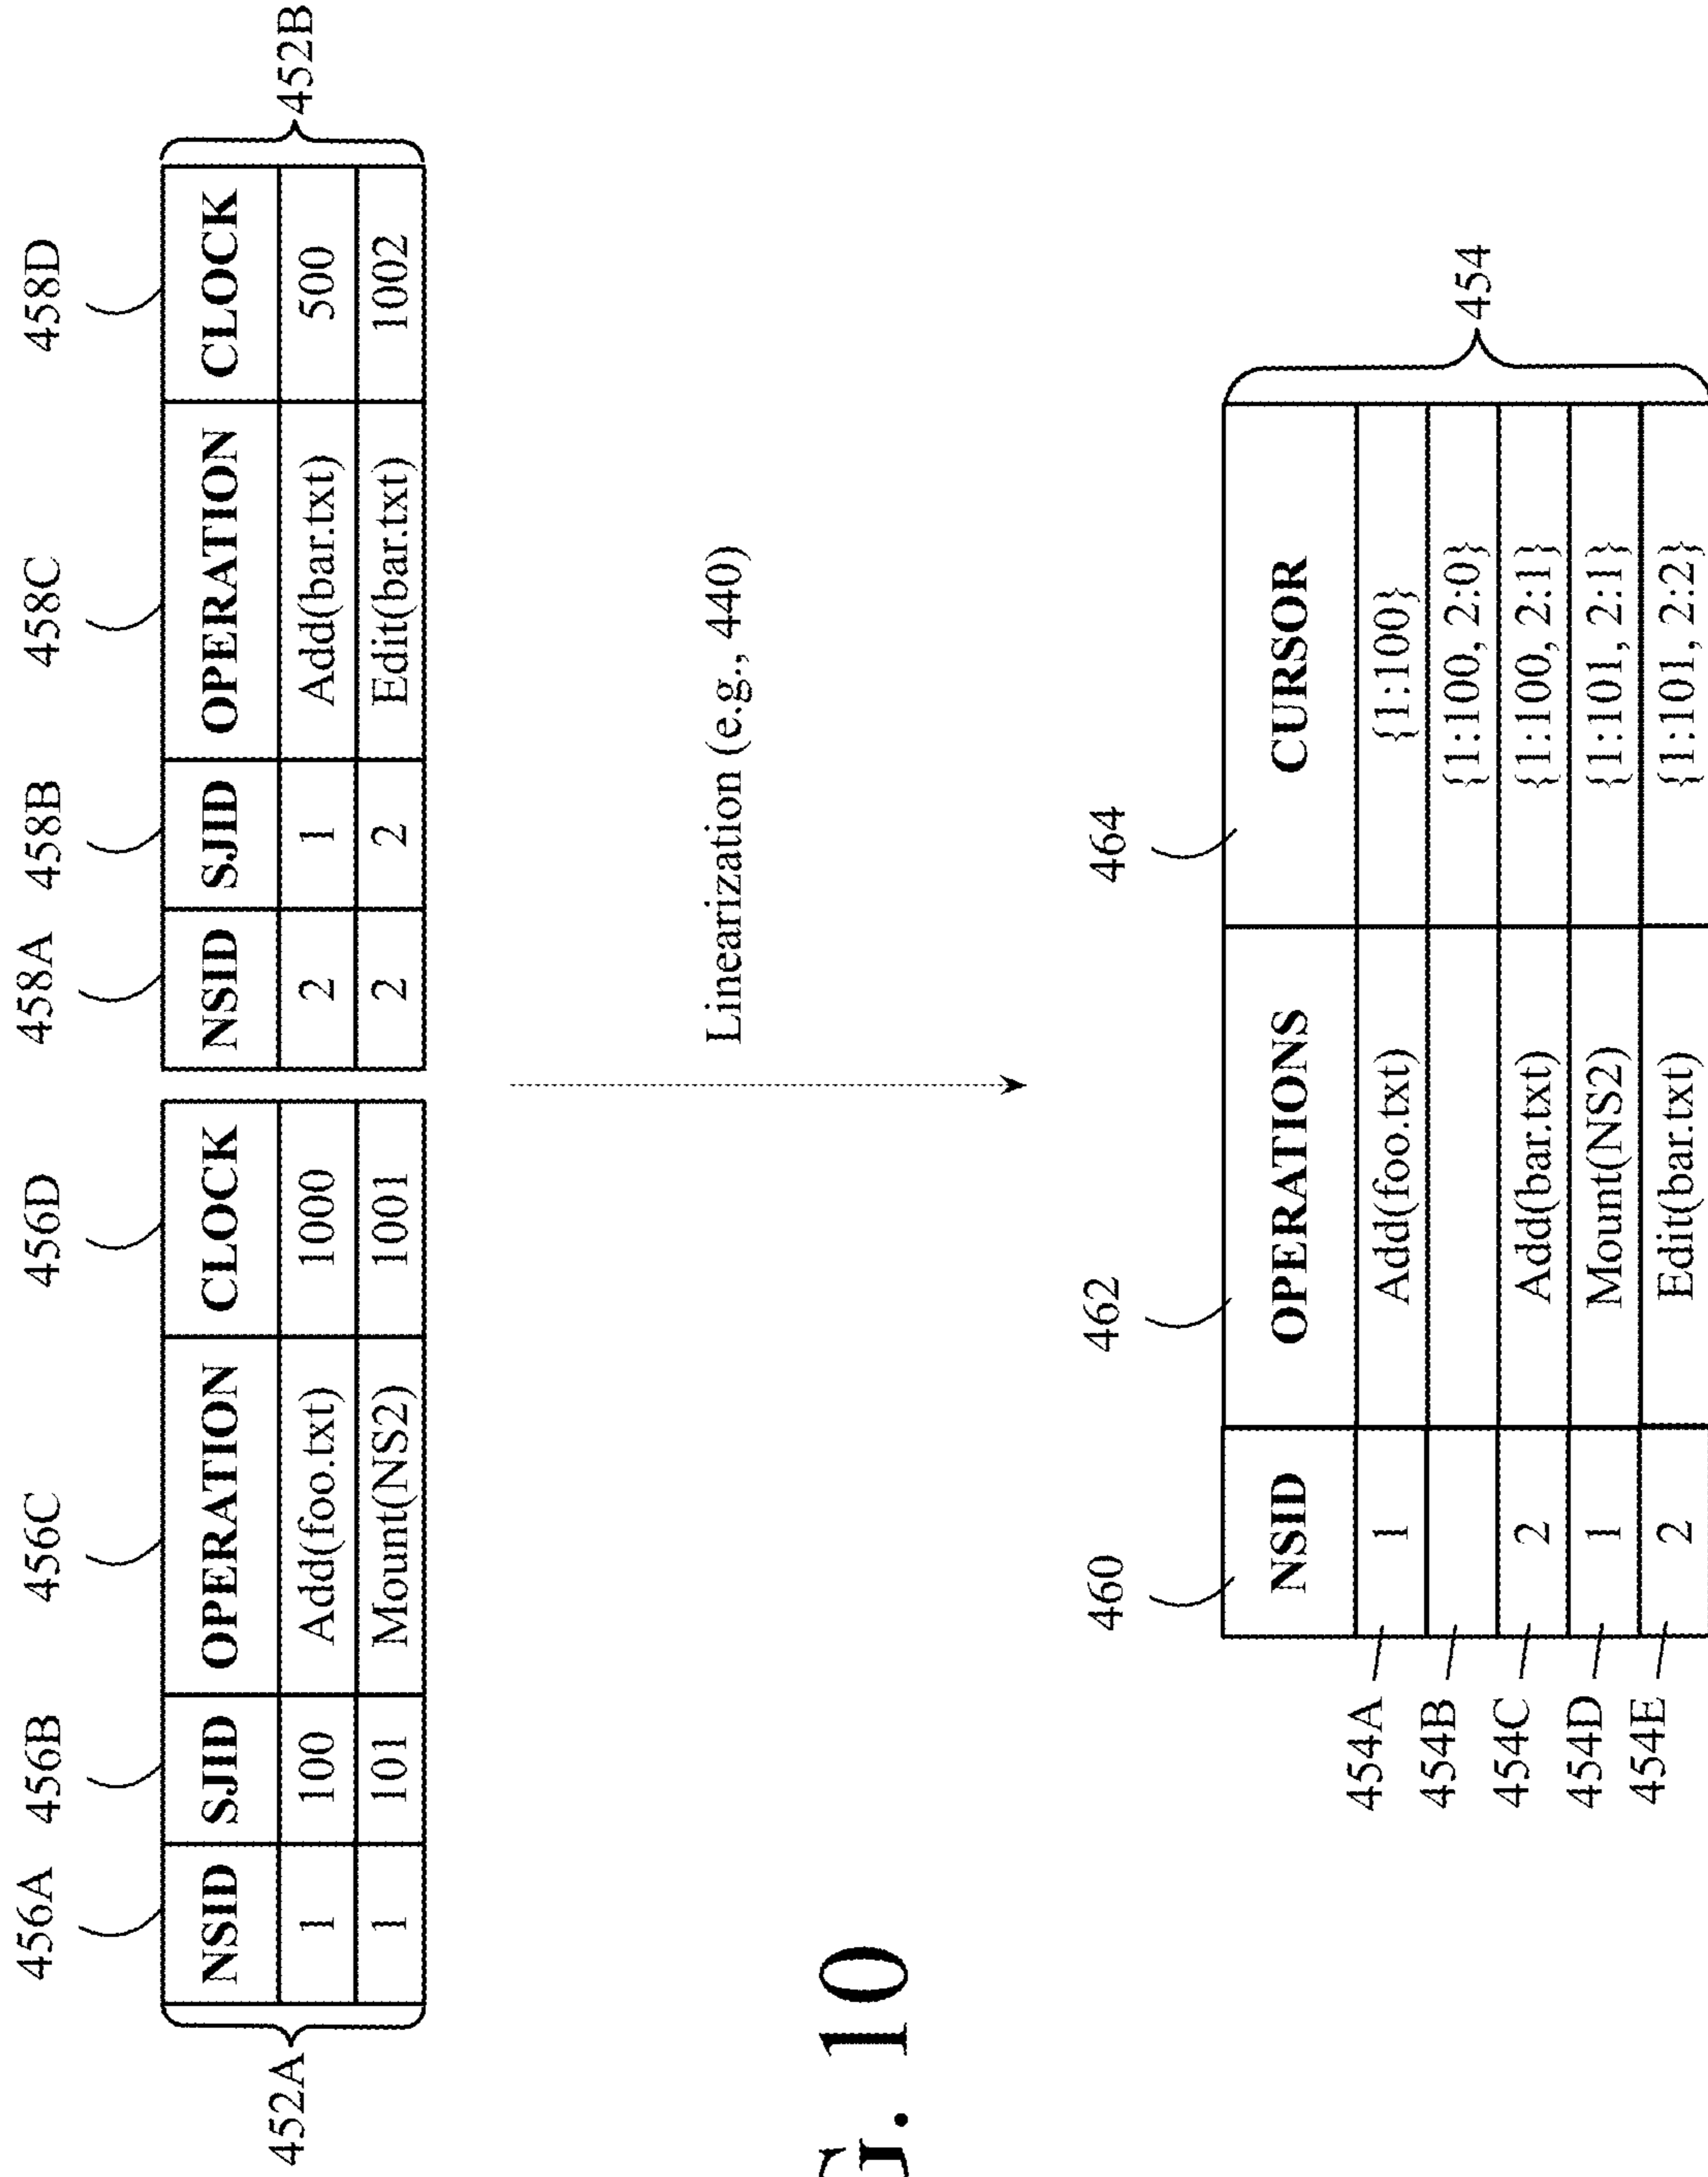 456A 456B 456C 456D 458A 458B 458C 458D
NSID SJID OPERATION CLOCK NSID SJID OPERATION CLOCK
1 100 Add(foo.txt) 1000 2 1 Add(bar.txt) 500
1 101 Mount(NS2) 1001 2 2 Edit(bar.txt) 1002
452A 452B
Linearization (e.g., 440)
G. 10
460 462 464
NSID OPERATIONS CURSOR
454A 1 Add(foo.txt) {1:100}
454B {1:100, 2:0}
454C 2 Add(bar.txt) {1:100, 2:1}
454D 1 Mount(NS2) {1:101, 2:1}
454E 2 Edit(bar.txt) {1:101, 2:2}
454